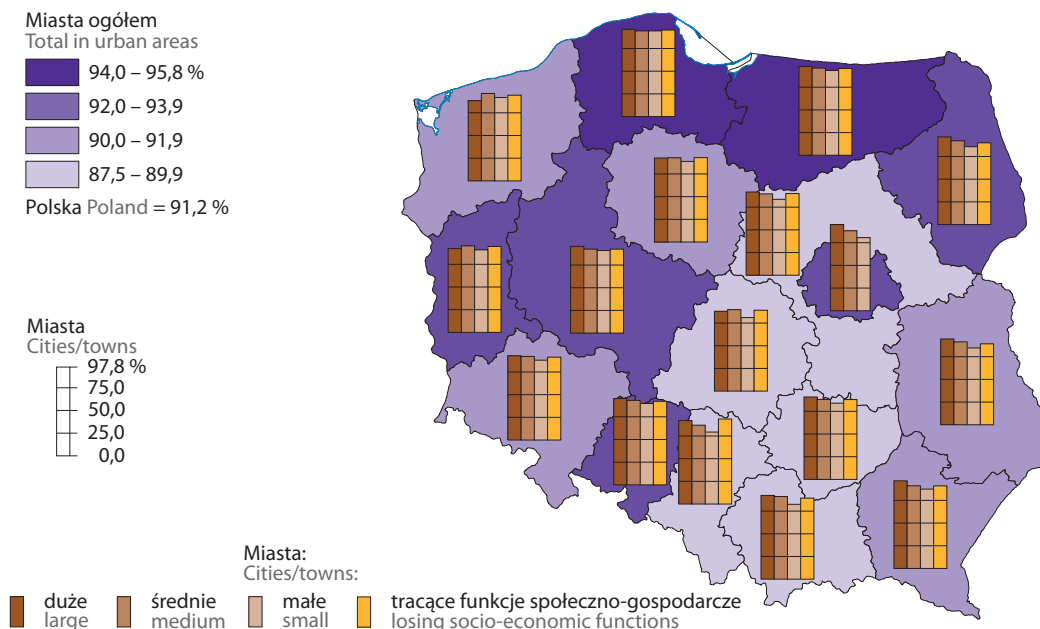 Miasta ogółem
Total in urban areas
94,0 – 95,8 %
92,0 – 93,9
90,0 – 91,9
87,5 – 89,9
Polska Poland = 91,2 %
Miasta
Cities/towns
97,8 %
75,0
50,0
25,0
0,0
Miasta:
Cities/towns:
duże
large
średnie
medium
małe
small
tracące funkcje społeczno-gospodarcze
losing socio-economic functions